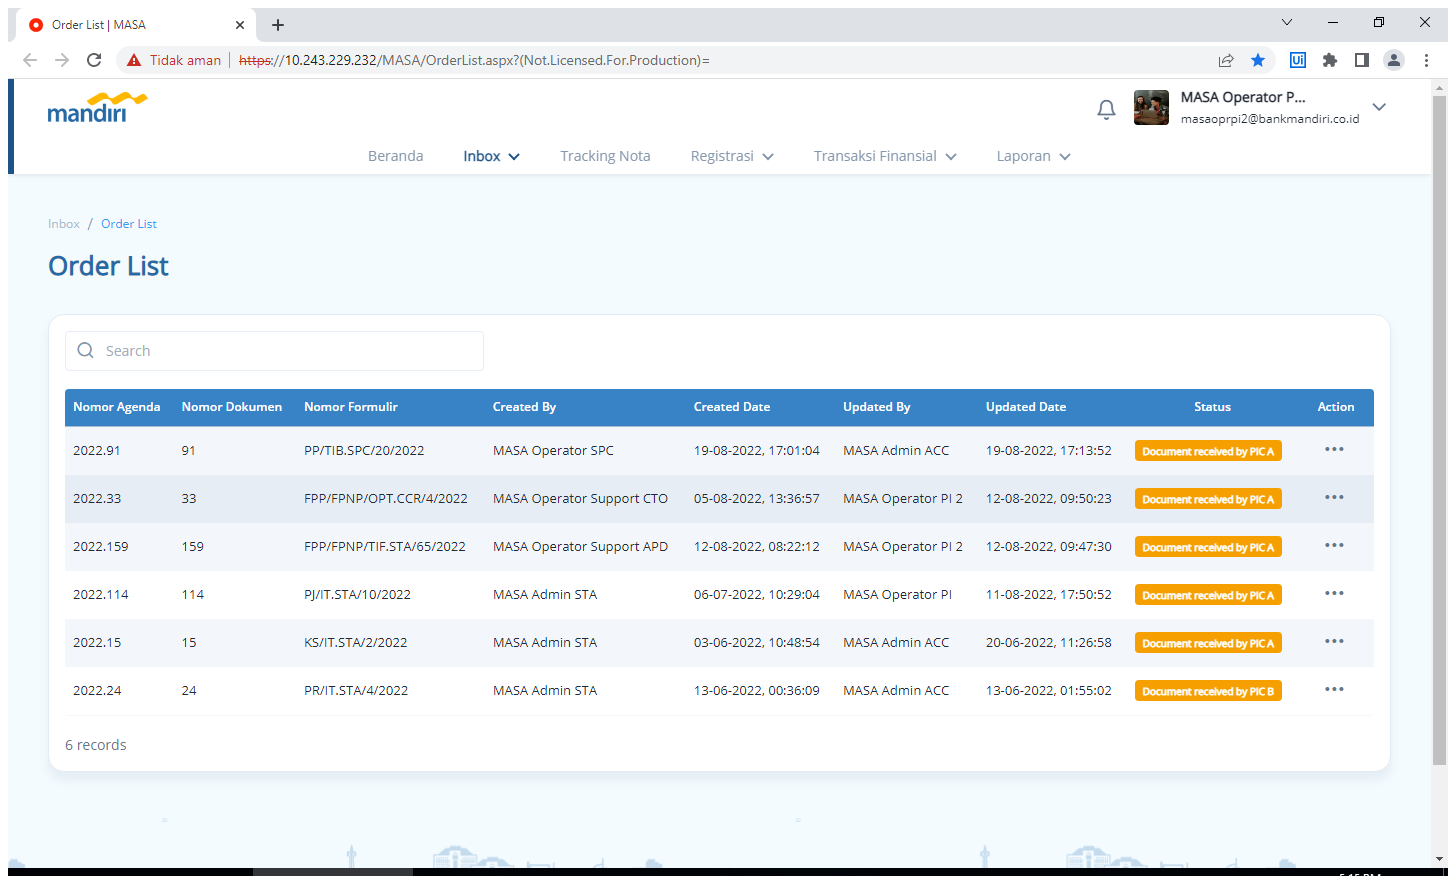 Order List | MASA
Tidak aman
https://10.243.229.232/MASA/OrderList.aspx?(Not.Licensed.For.Production)=
Ui
mandiri
MASA Operator P...
masaoprpi2@bankmandiri.co.id
Beranda Inbox Tracking Nota Registrasi Transaksi Finansial Laporan
Inbox / Order List
Order List
Search
Nomor Agenda Nomor Dokumen Nomor Formulir Created By Created Date Updated By Updated Date Status Action
2022.91 91 PP/TIB.SPC/20/2022 MASA Operator SPC 19-08-2022, 17:01:04 MASA Admin ACC 19-08-2022, 17:13:52 Document received by PIC A
2022.33 33 FPP/FPNP/OPT.CCR/4/2022 MASA Operator Support CTO 05-08-2022, 13:36:57 MASA Operator PI 2 12-08-2022, 09:50:23 Document received by PIC A
2022.159 159 FPP/FPNP/TIF.STA/65/2022 MASA Operator Support APD 12-08-2022, 08:22:12 MASA Operator PI 2 12-08-2022, 09:47:30 Document received by PIC A
2022.114 114 PJ/IT.STA/10/2022 MASA Admin STA 06-07-2022, 10:29:04 MASA Operator PI 11-08-2022, 17:50:52 Document received by PIC A
2022.15 15 KS/IT.STA/2/2022 MASA Admin STA 03-06-2022, 10:48:54 MASA Admin ACC 20-06-2022, 11:26:58 Document received by PIC A
2022.24 24 PR/IT.STA/4/2022 MASA Admin STA 13-06-2022, 00:36:09 MASA Admin ACC 13-06-2022, 01:55:02 Document received by PIC B
6 records